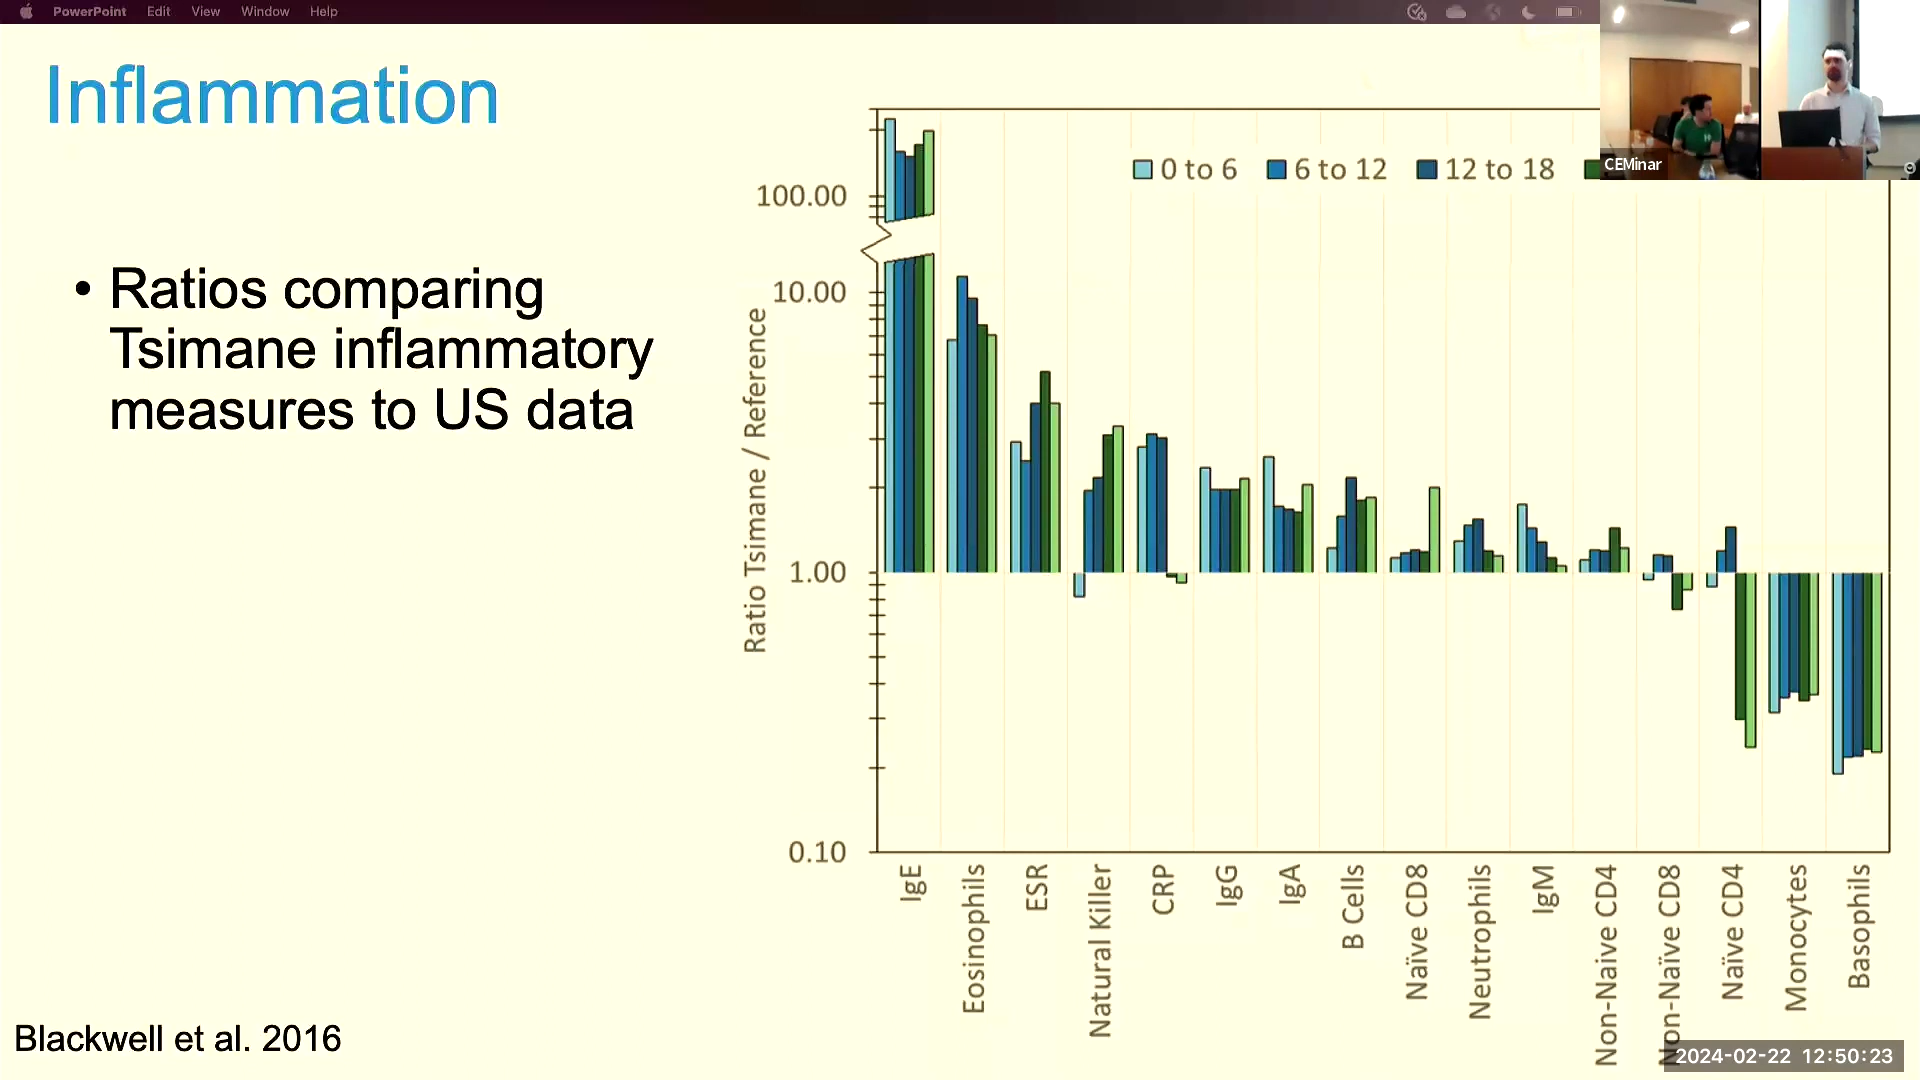 PowerPoint Edit View Window Help
Inflammation
• Ratios comparing
Tsimane inflammatory
measures to US data
Blackwell et al. 2016
0 to 6 6 to 12 12 to 18
100.00
10.00
1.00
0.10
Ratio Tsimane / Reference
IgE
Eosinophils
ESR
Natural Killer
CRP
IgG
IgA
B Cells
Naïve CD8
Neutrophils
IgM
Non-Naive CD4
Non-Naïve CD8
Naïve CD4
Monocytes
Basophils
CEMinar
2024-02-22 12:50:23